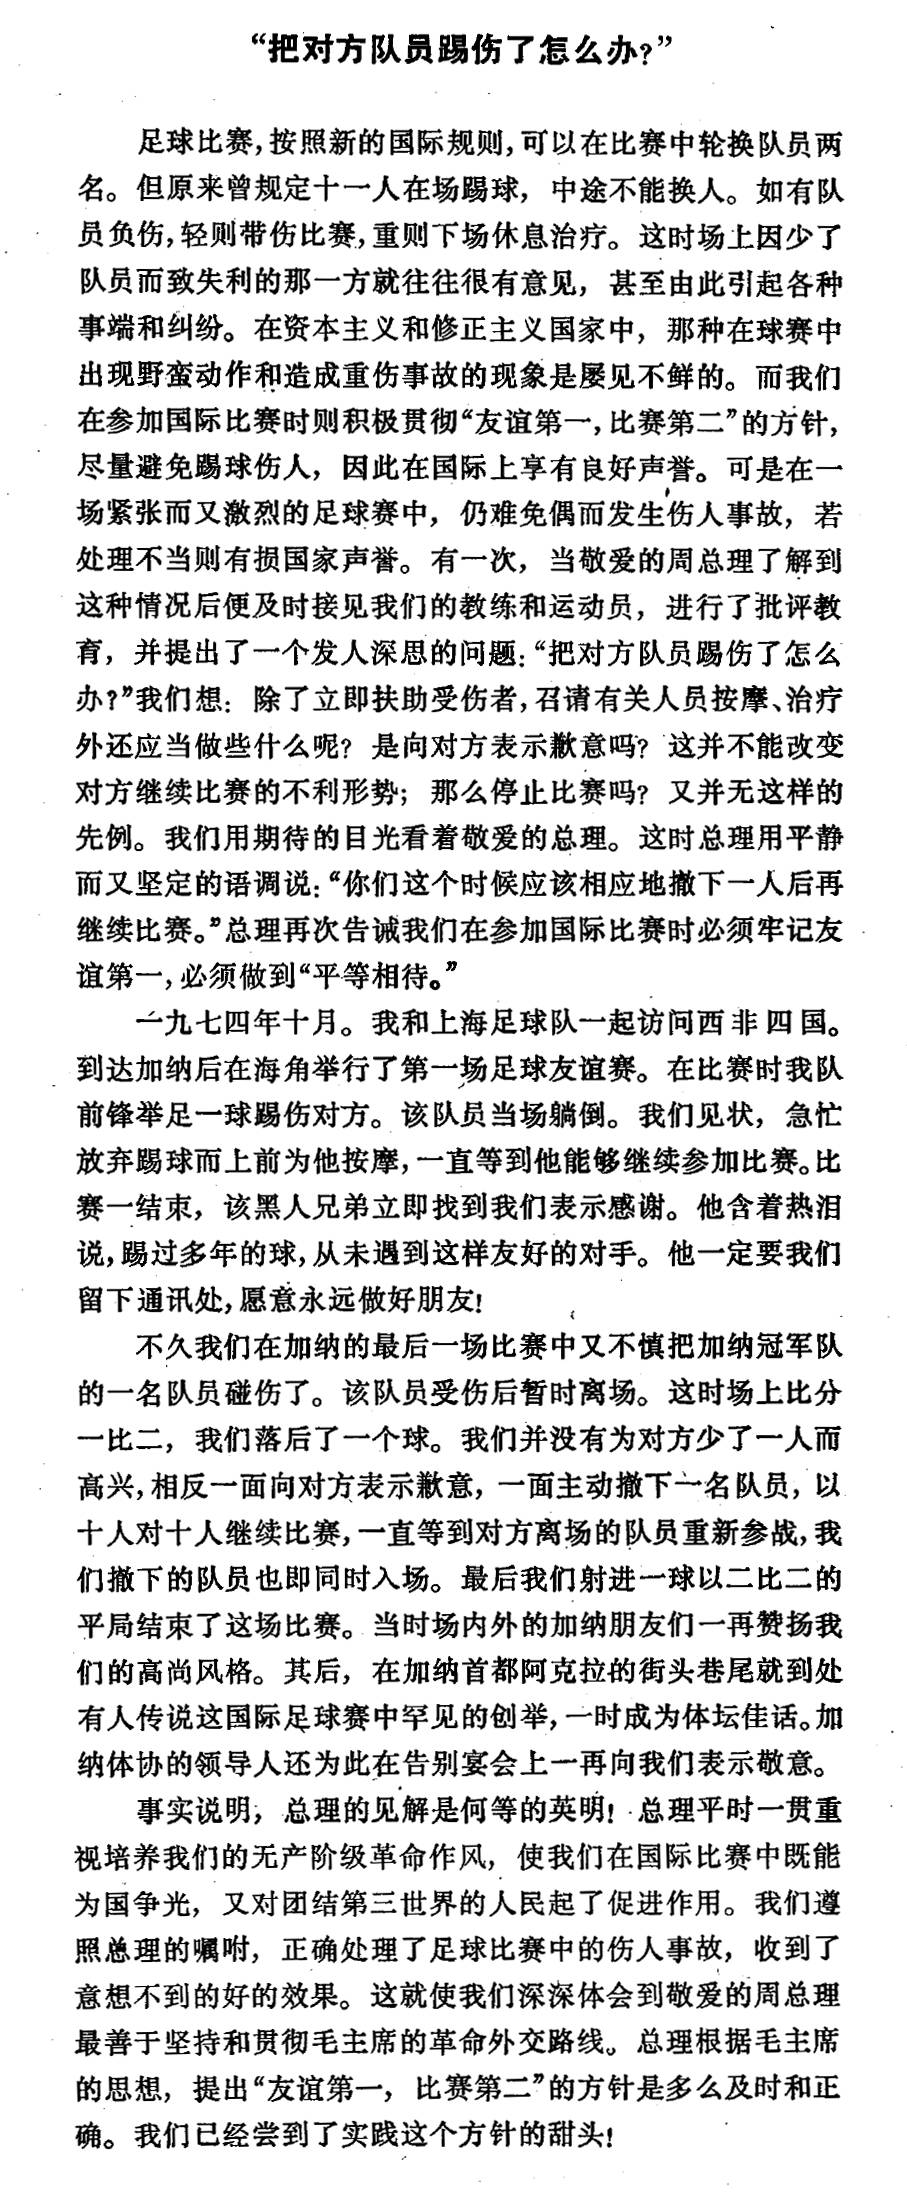 “把对方队员踢伤了怎么办?”
足球比赛，按照新的国际规则，可以在比赛中轮换队员两
名。但原来曾规定十一人在场踢球，中途不能换人。如有队
员负伤，轻则带伤比赛，重则下场休息治疗。这时场上因少了
队员而致失利的那一方就往往很有意见，甚至由此引起各种
事端和纠纷。在资本主义和修正主义国家中，那种在球赛中
出现野蛮动作和造成重伤事故的现象是屡见不鲜的。而我们
在参加国际比赛时则积极贯彻“友谊第一，比赛第二”的方针，
尽量避免踢球伤人，因此在国际上享有良好声誉。可是在一
场紧张而又激烈的足球赛中，仍难免偶而发生伤人事故，若
处理不当则有损国家声誉。有一次，当敬爱的周总理了解到
这种情况后便及时接见我们的教练和运动员，进行了批评教
育，并提出了一个发人深思的问题：“把对方队员踢伤了怎么
办?”我们想：除了立即扶助受伤者，召请有关人员按摩、治疗
外还应当做些什么呢？是向对方表示歉意吗？这并不能改变
对方继续比赛的不利形势；那么停止比赛吗？又并无这样的
先例。我们用期待的目光看着敬爱的总理。这时总理用平静
而又坚定的语调说：“你们这个时候应该相应地撤下一人后再
继续比赛。”总理再次告诫我们在参加国际比赛时必须牢记友
谊第一，必须做到“平等相待。”
一九七四年十月。我和上海足球队一起访问西非四国。
到达加纳后在海角举行了第一场足球友谊赛。在比赛时我队
前锋举足一球踢伤对方。该队员当场躺倒。我们见状，急忙
放弃踢球而上前为他按摩，一直等到他能够继续参加比赛。比
赛一结束，该黑人兄弟立即找到我们表示感谢。他含着热泪
说，踢过多年的球，从未遇到这样友好的对手。他一定要我们
留下通讯处，愿意永远做好朋友！
不久我们在加纳的最后一场比赛中又不慎把加纳冠军队
的一名队员碰伤了。该队员受伤后暂时离场。这时场上比分
一比二，我们落后了一个球。我们并没有为对方少了一人而
高兴，相反一面向对方表示歉意，一面主动撤下一名队员，以
十人对十人继续比赛，一直等到对方离场的队员重新参战，我
们撤下的队员也即同时入场。最后我们射进一球以二比二的
平局结束了这场比赛。当时场内外的加纳朋友们一再赞扬我
们的高尚风格。其后，在加纳首都阿克拉的街头巷尾就到处
有人传说这国际足球赛中罕见的创举，一时成为体坛佳话。加
纳体协的领导人还为此在告别宴会上一再向我们表示敬意。
事实说明，总理的见解是何等的英明！总理平时一贯重
视培养我们的无产阶级革命作风，使我们在国际比赛中既能
为国争光，又对团结第三世界的人民起了促进作用。我们遵
照总理的嘱咐，正确处理了足球比赛中的伤人事故，收到了
意想不到的好的效果。这就使我们深深体会到敬爱的周总理
最善于坚持和贯彻毛主席的革命外交路线。总理根据毛主席
的思想，提出“友谊第一，比赛第二”的方针是多么及时和正
确。我们已经尝到了实践这个方针的甜头！